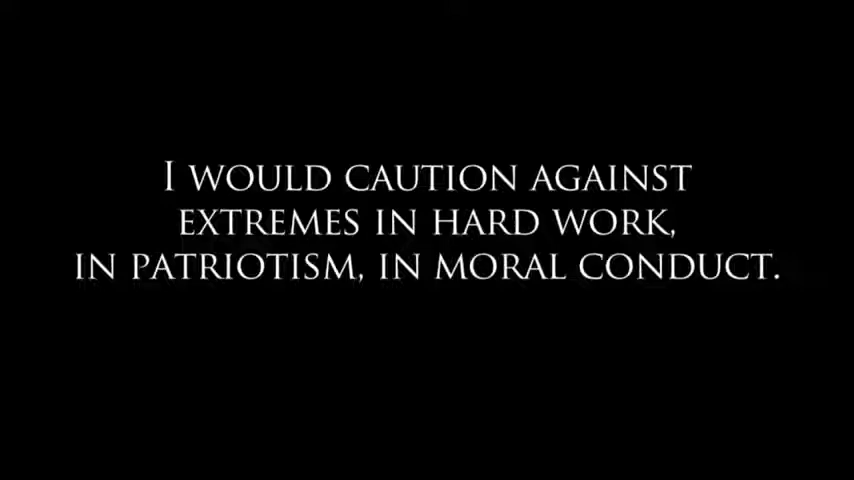 I WOULD CAUTION AGAINST
EXTREMES IN HARD WORK,
IN PATRIOTISM, IN MORAL CONDUCT.